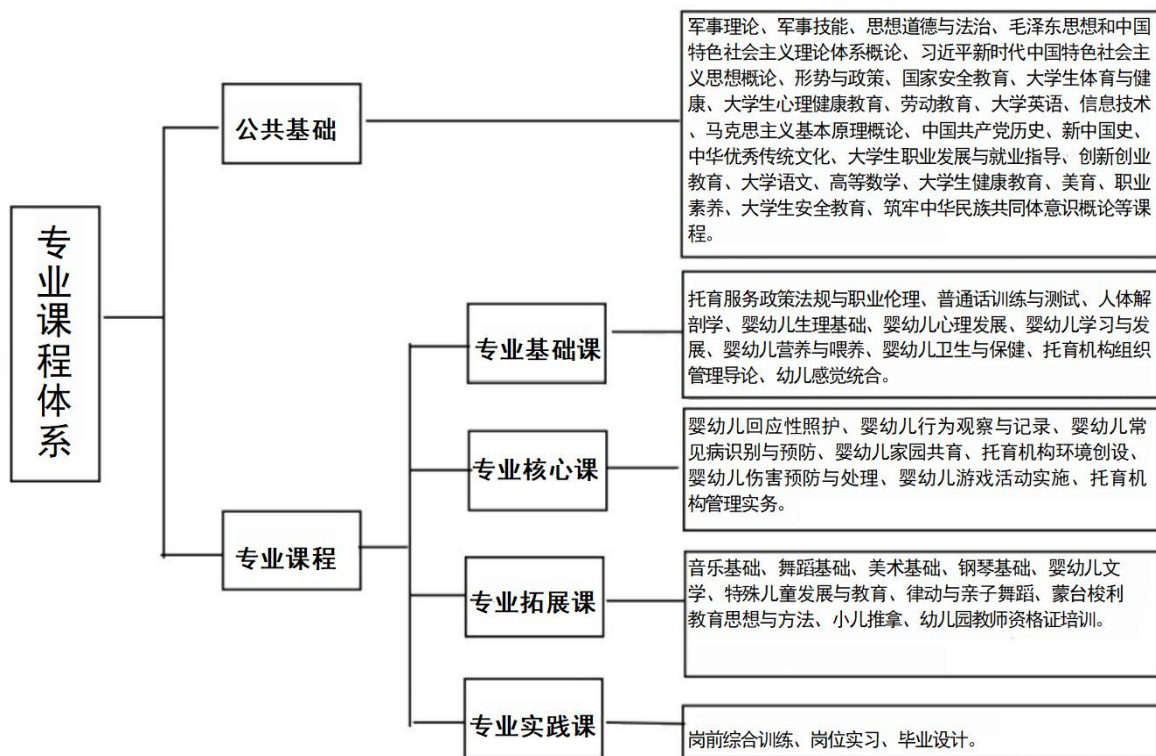 专业课程体系
公共基础
军事理论、军事技能、思想道德与法治、毛泽东思想和中国
特色社会主义理论体系概论、习近平新时代中国特色社会主
义思想概论、形势与政策、国家安全教育、大学生体育与健
康、大学生心理健康教育、劳动教育、大学英语、信息技术
、马克思主义基本原理概论、中国共产党历史、新中国史、
中华优秀传统文化、大学生职业发展与就业指导、创新创业
教育、大学语文、高等数学、大学生健康教育、美育、职业
素养、大学生安全教育、筑牢中华民族共同体意识概论等课
程。
专业课程
专业基础课
托育服务政策法规与职业伦理、普通话训练与测试、人体解
剖学、婴幼儿生理基础、婴幼儿心理发展、婴幼儿学习与发
展、婴幼儿营养与喂养、婴幼儿卫生与保健、托育机构组织
管理导论、幼儿感觉统合。
专业核心课
婴幼儿回应性照护、婴幼儿行为观察与记录、婴幼儿常
见病识别与预防、婴幼儿家园共育、托育机构环境创设、
婴幼儿伤害预防与处理、婴幼儿游戏活动实施、托育机
构管理实务。
专业拓展课
音乐基础、舞蹈基础、美术基础、钢琴基础、婴幼儿文
学、特殊儿童发展与教育、律动与亲子舞蹈、蒙台梭利
教育思想与方法、小儿推拿、幼儿园教师资格证培训。
专业实践课
岗前综合训练、岗位实习、毕业设计。